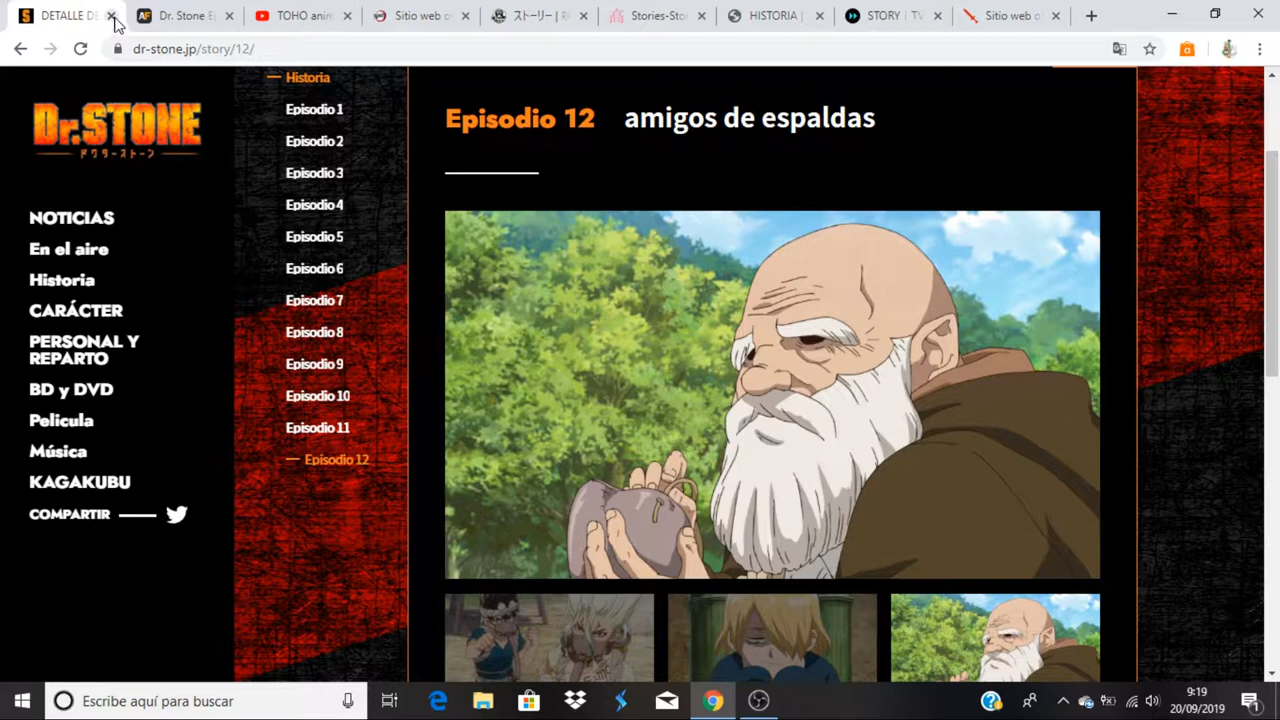 DETALLE DE
Dr. Stone E
TOHO anim
Sitio web o
ストーリー |
Stories-Sto
HISTORIA |
STORY | TV
Sitio web o
dr-stone.jp/story/12/
Dr.STONE
ドクターストーン
NOTICIAS
En el aire
Historia
CARÁCTER
PERSONAL Y
REPARTO
BD y DVD
Pelicula
Música
KAGAKUBU
COMPARTIR
Historia
Episodio 1
Episodio 2
Episodio 3
Episodio 4
Episodio 5
Episodio 6
Episodio 7
Episodio 8
Episodio 9
Episodio 10
Episodio 11
Episodio 12
Episodio 12 amigos de espaldas
Escribe aquí para buscar
9:19
20/09/2019